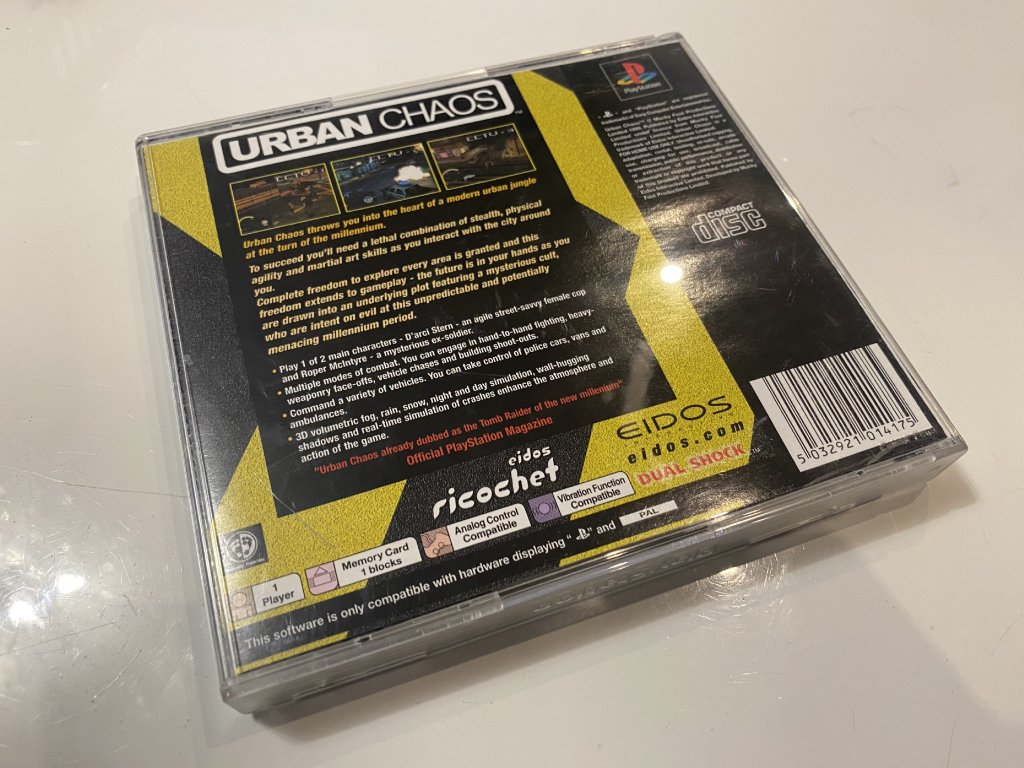 URBAN CHAOS
Urban Chaos throws you into the heart of a modern urban jungle
at the turn of the millennium.
To succeed you'll need a lethal combination of stealth, physical
agility and martial art skills as you interact with the city around
you.
Complete freedom to explore every area is granted and this
freedom extends to gameplay - the future is in your hands as you
are drawn into an underlying plot featuring a mysterious cult,
who are intent on evil at this unpredictable and potentially
menacing millennium period.
• Play 1 of 2 main characters - D'arci Stern - an agile street-savvy female cop
and Roper McIntyre - a mysterious ex-soldier.
• Multiple modes of combat. You can engage in hand-to-hand fighting, heavy-
weaponry face-offs, vehicle chases and building shoot-outs.
• Command a variety of vehicles. You can take control of police cars, vans and
ambulances.
• 3D volumetric fog, rain, snow, night and day simulation, wall-hugging
shadows and real-time simulation of crashes enhance the atmosphere and
action of the game.
"Urban Chaos already dubbed as the Tomb Raider of the new millenium"
Official PlayStation Magazine
eidos
ricochet
1
Player
Memory Card
1 blocks
Analog Control
Compatible
Vibration Function
Compatible
DUAL SHOCK™
This software is only compatible with hardware displaying " " and PAL
PlayStation
COMPACT
disc
EIDOS
eidos.com
5 032921 014175